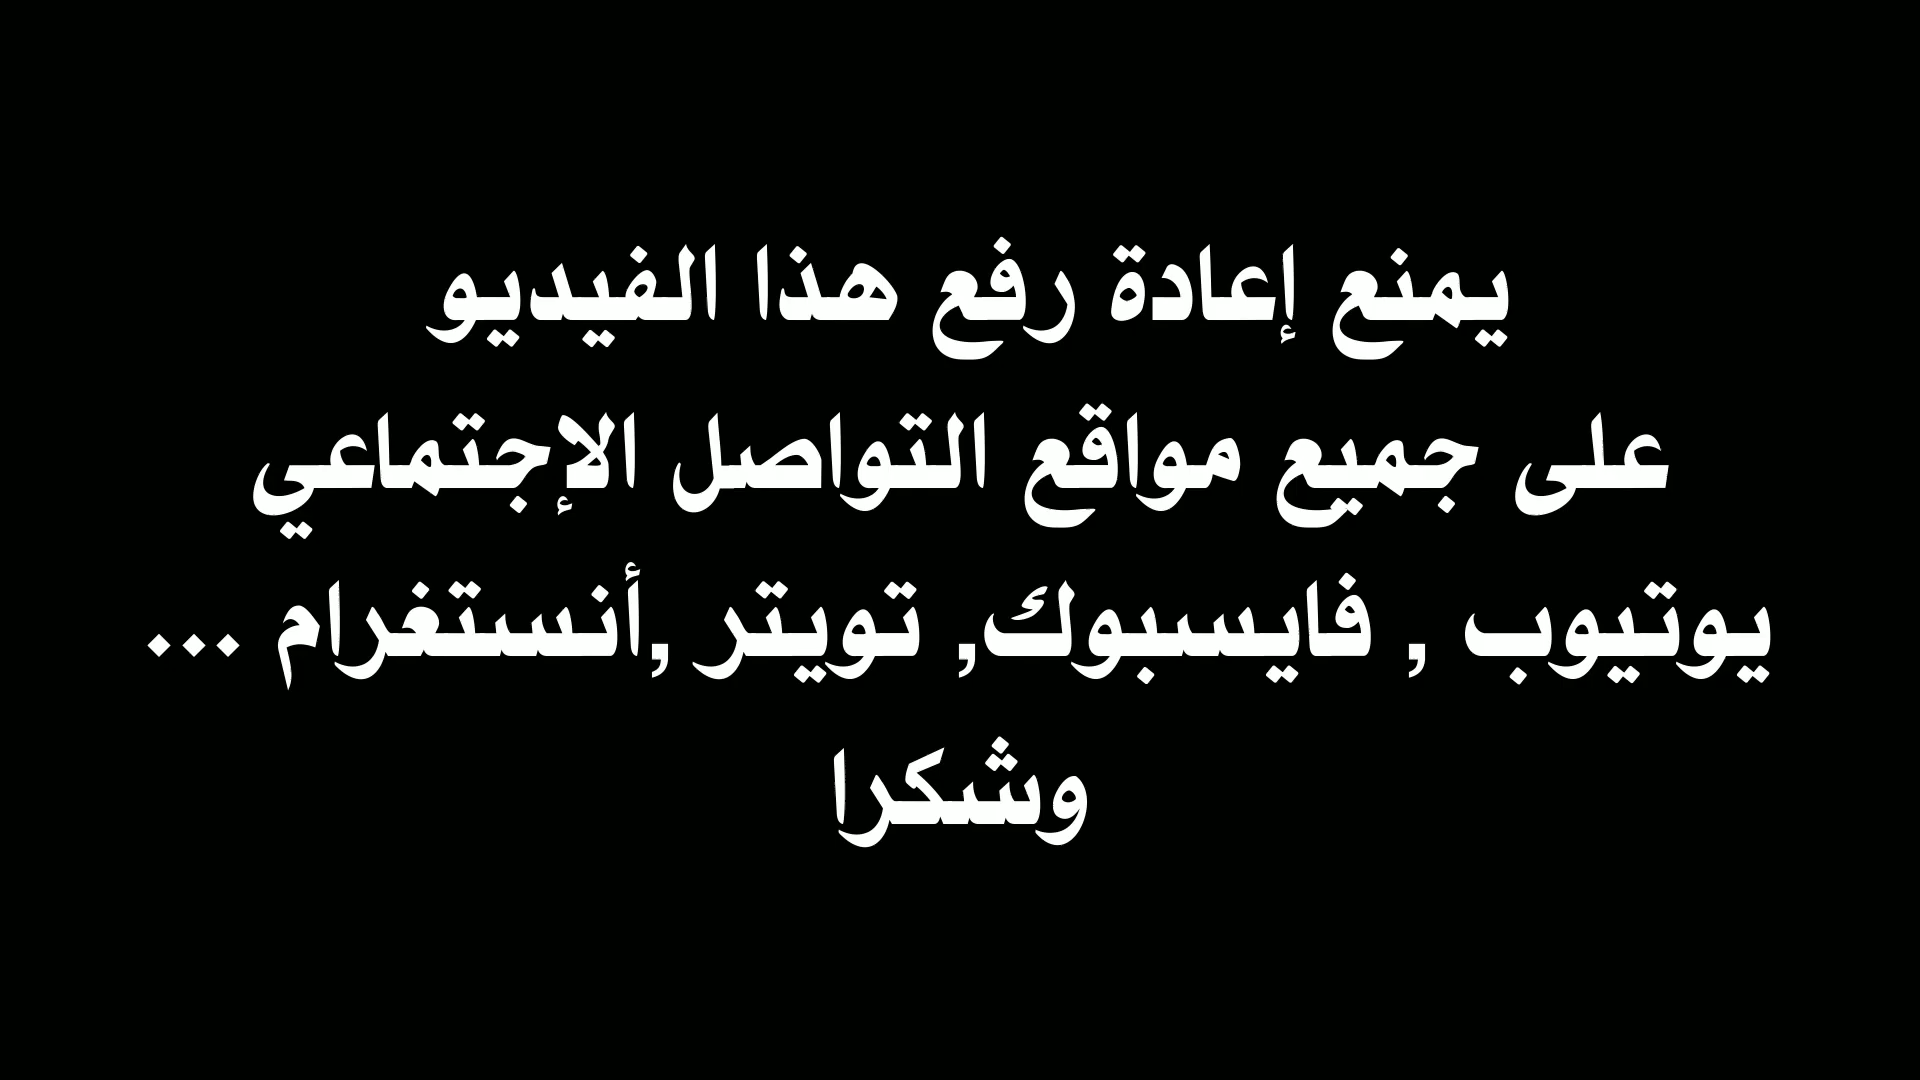 يمنع إعادة رفع هذا الفيديو
على جميع مواقع التواصل الإجتماعي
يوتيوب , فايسبوك, تويتر ,أنستغرام ...
وشكرا